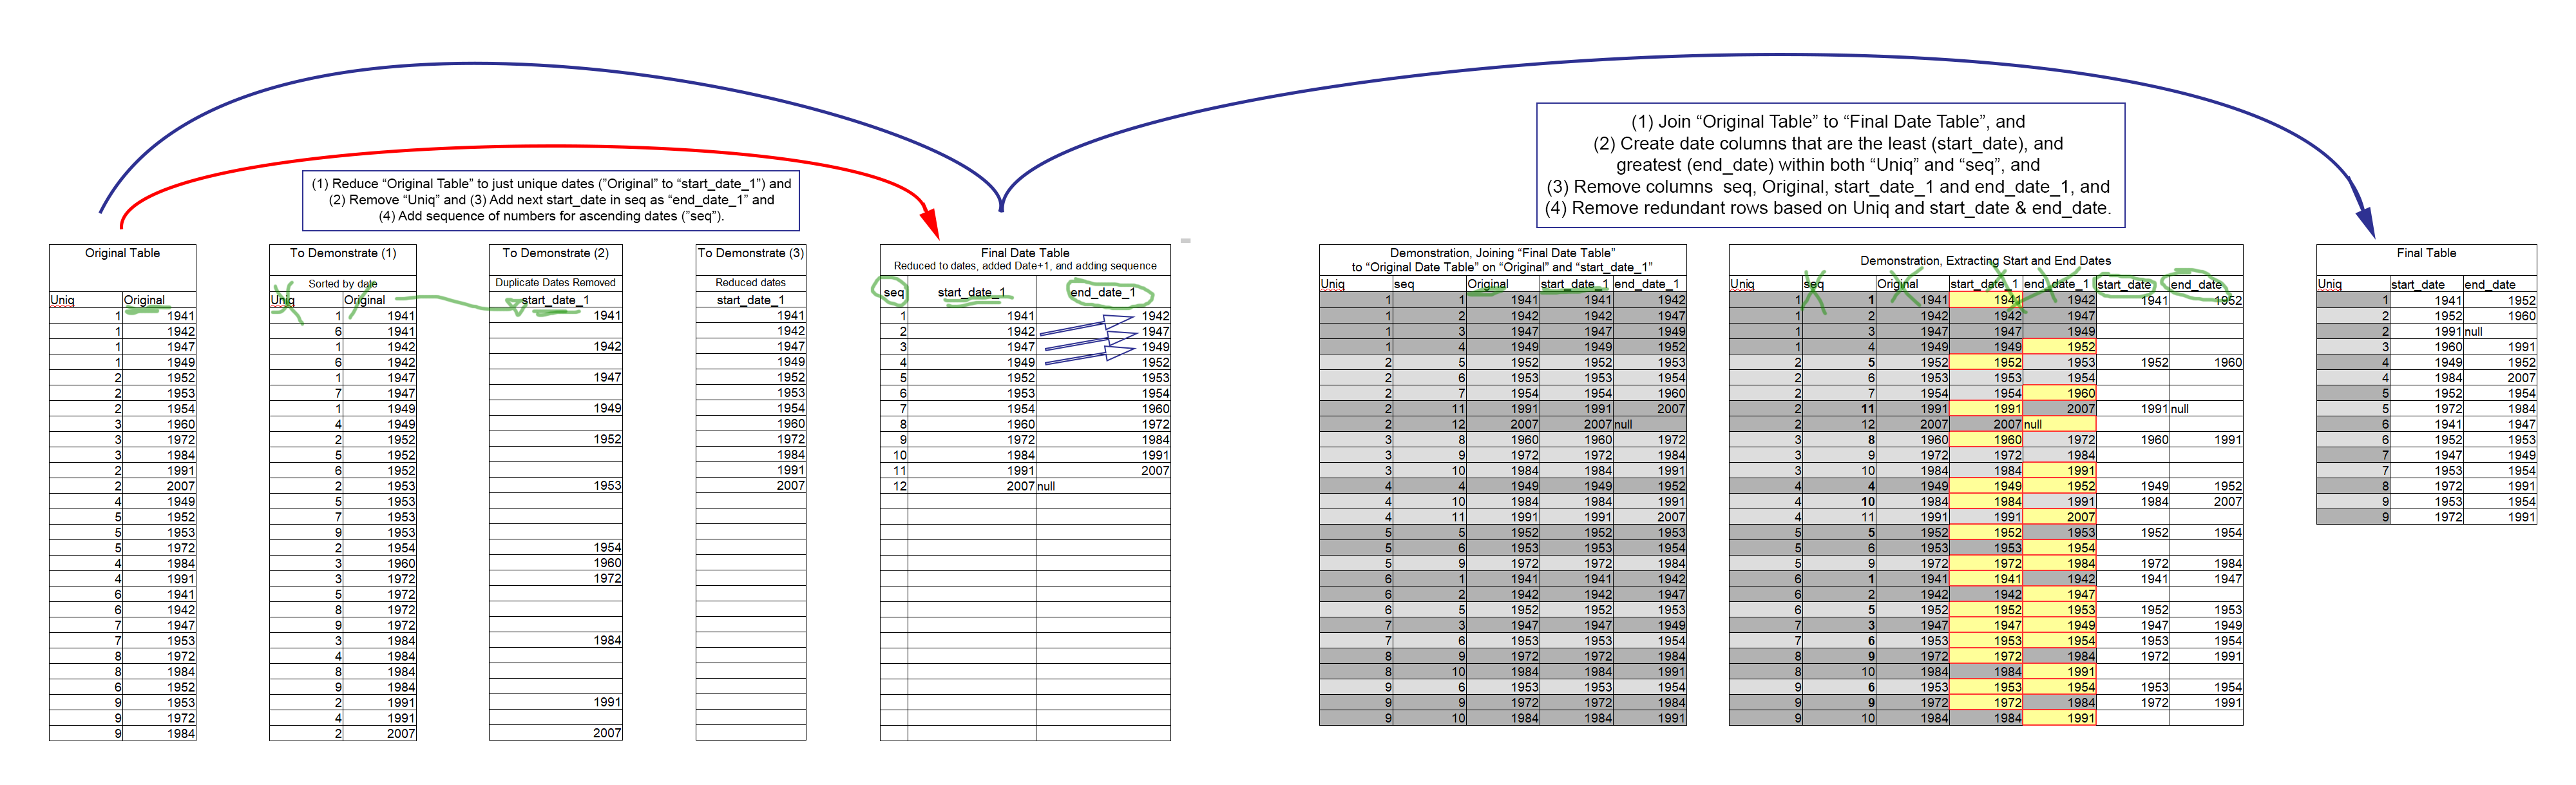 (1) Reduce “Original Table” to just unique dates (”Original” to “start_date_1”) and
(2) Remove “Uniq” and (3) Add next start_date in seq as “end_date_1” and
(4) Add sequence of numbers for ascending dates (”seq”).
(1) Join “Original Table” to “Final Date Table”, and
(2) Create date columns that are the least (start_date), and
greatest (end_date) within both “Uniq” and “seq”, and
(3) Remove columns  seq, Original, start_date_1 and end_date_1, and
(4) Remove redundant rows based on Uniq and start_date & end_date.
Original Table
Uniq Original
1 1941
1 1942
1 1947
1 1949
2 1952
2 1953
2 1954
3 1960
3 1972
3 1984
2 1991
2 2007
4 1949
5 1952
5 1953
5 1972
4 1984
4 1991
6 1941
6 1942
7 1947
7 1953
8 1972
8 1984
6 1952
9 1953
9 1972
9 1984
To Demonstrate (1)
Sorted by date
Uniq Original
1 1941
6 1941
1 1942
6 1942
1 1947
7 1947
1 1949
4 1949
2 1952
5 1952
6 1952
2 1953
5 1953
7 1953
9 1953
2 1954
3 1960
3 1972
5 1972
8 1972
9 1972
3 1984
4 1984
8 1984
9 1984
2 1991
4 1991
2 2007
To Demonstrate (2)
Duplicate Dates Removed
start_date_1
1941
1942
1947
1949
1952
1953
1954
1960
1972
1984
1991
2007
To Demonstrate (3)
Reduced dates
start_date_1
1941
1942
1947
1949
1952
1953
1954
1960
1972
1984
1991
2007
Final Date Table
Reduced to dates, added Date+1, and adding sequence
seq start_date_1 end_date_1
1 1941 1942
2 1942 1947
3 1947 1949
4 1949 1952
5 1952 1953
6 1953 1954
7 1954 1960
8 1960 1972
9 1972 1984
10 1984 1991
11 1991 2007
12 2007 null
Demonstration, Joining “Final Date Table”
to “Original Date Table” on “Original” and “start_date_1”
Uniq seq Original start_date_1 end_date_1
1 1 1941 1941 1942
1 2 1942 1942 1947
1 3 1947 1947 1949
1 4 1949 1949 1952
2 5 1952 1952 1953
2 6 1953 1953 1954
2 7 1954 1954 1960
2 11 1991 1991 2007
2 12 2007 2007 null
3 8 1960 1960 1972
3 9 1972 1972 1984
3 10 1984 1984 1991
4 4 1949 1949 1952
4 10 1984 1984 1991
4 11 1991 1991 2007
5 5 1952 1952 1953
5 6 1953 1953 1954
5 9 1972 1972 1984
6 1 1941 1941 1942
6 2 1942 1942 1947
6 5 1952 1952 1953
7 3 1947 1947 1949
7 6 1953 1953 1954
8 9 1972 1972 1984
8 10 1984 1984 1991
9 6 1953 1953 1954
9 9 1972 1972 1984
9 10 1984 1984 1991
Demonstration, Extracting Start and End Dates
Uniq seq Original start_date_1 end_date_1 start_date end_date
1 1 1941 1941 1942 1941 1952
1 2 1942 1942 1947
1 3 1947 1947 1949
1 4 1949 1949 1952
2 5 1952 1952 1953 1952 1960
2 6 1953 1953 1954
2 7 1954 1954 1960
2 11 1991 1991 2007 1991 null
2 12 2007 2007 null
3 8 1960 1960 1972 1960 1991
3 9 1972 1972 1984
3 10 1984 1984 1991
4 4 1949 1949 1952 1949 1952
4 10 1984 1984 1991 1984 2007
4 11 1991 1991 2007
5 5 1952 1952 1953 1952 1954
5 6 1953 1953 1954
5 9 1972 1972 1984 1972 1984
6 1 1941 1941 1942 1941 1947
6 2 1942 1942 1947
6 5 1952 1952 1953 1952 1953
7 3 1947 1947 1949 1947 1949
7 6 1953 1953 1954 1953 1954
8 9 1972 1972 1984 1972 1991
8 10 1984 1984 1991
9 6 1953 1953 1954 1953 1954
9 9 1972 1972 1984 1972 1991
9 10 1984 1984 1991
Final Table
Uniq start_date end_date
1 1941 1952
2 1952 1960
2 1991 null
3 1960 1991
4 1949 1952
4 1984 2007
5 1952 1954
5 1972 1984
6 1941 1947
6 1952 1953
7 1947 1949
7 1953 1954
8 1972 1991
9 1953 1954
9 1972 1991